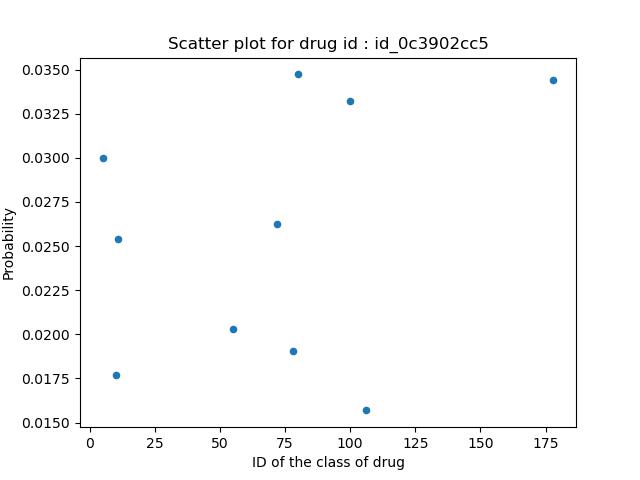 Scatter plot for drug id : id_0c3902cc5
0.0350
0.0325
0.0300
0.0275
0.0250
0.0225
0.0200
0.0175
0.0150
Probability
0 25 50 75 100 125 150 175
ID of the class of drug